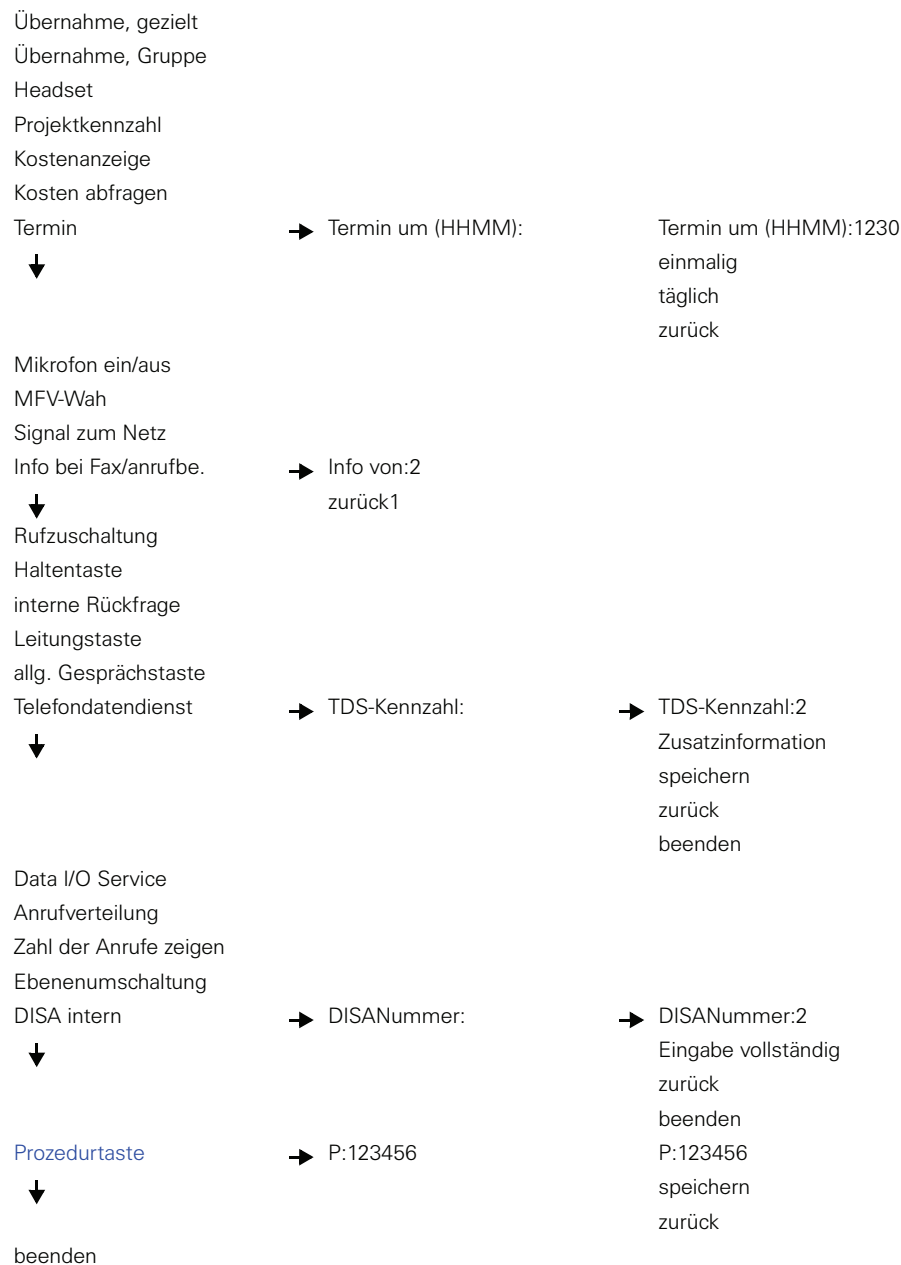 Übernahme, gezielt
Übernahme, Gruppe
Headset
Projektkennzahl
Kostenanzeige
Kosten abfragen
Termin Termin um (HHMM): Termin um (HHMM):1230
einmalig
täglich
zurück
Mikrofon ein/aus
MFV-Wah
Signal zum Netz
Info bei Fax/anrufbe. Info von:2
zurück1
Rufzuschaltung
Haltentaste
interne Rückfrage
Leitungstaste
allg. Gesprächstaste
Telefondatendienst TDS-Kennzahl: TDS-Kennzahl:2
Zusatzinformation
speichern
zurück
beenden
Data I/O Service
Anrufverteilung
Zahl der Anrufe zeigen
Ebenenumschaltung
DISA intern DISANummer: DISANummer:2
Eingabe vollständig
zurück
beenden
Prozedurtaste P:123456 P:123456
speichern
zurück
beenden